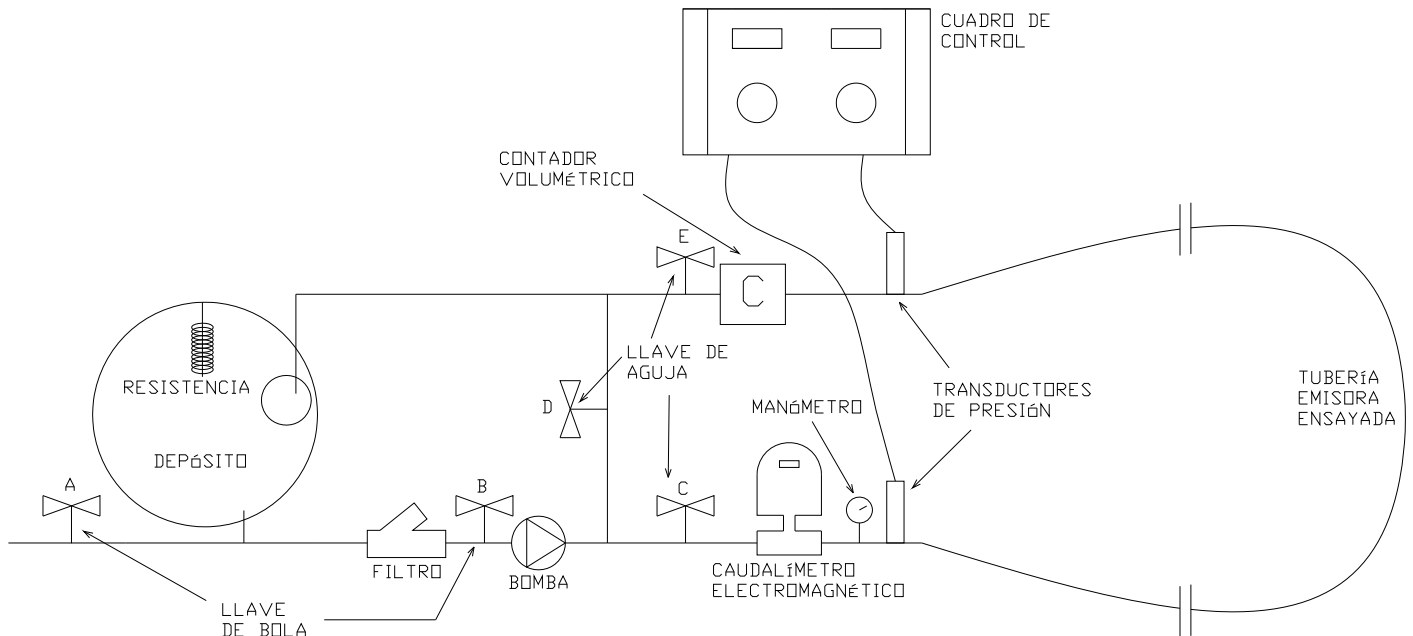 CUADRO DE
CONTROL
CONTADOR
VOLUMéTRICO
E
C
LLAVE DE
AGUJA
RESISTENCIA
D
MANóMETRO
TRANSDUCTORES
DE PRESIóN
TUBERíA
EMISORA
ENSAYADA
DEPóSITO
A
B
C
FILTRO
BOMBA
CAUDALíMETRO
ELECTROMAGNéTICO
LLAVE
DE BOLA